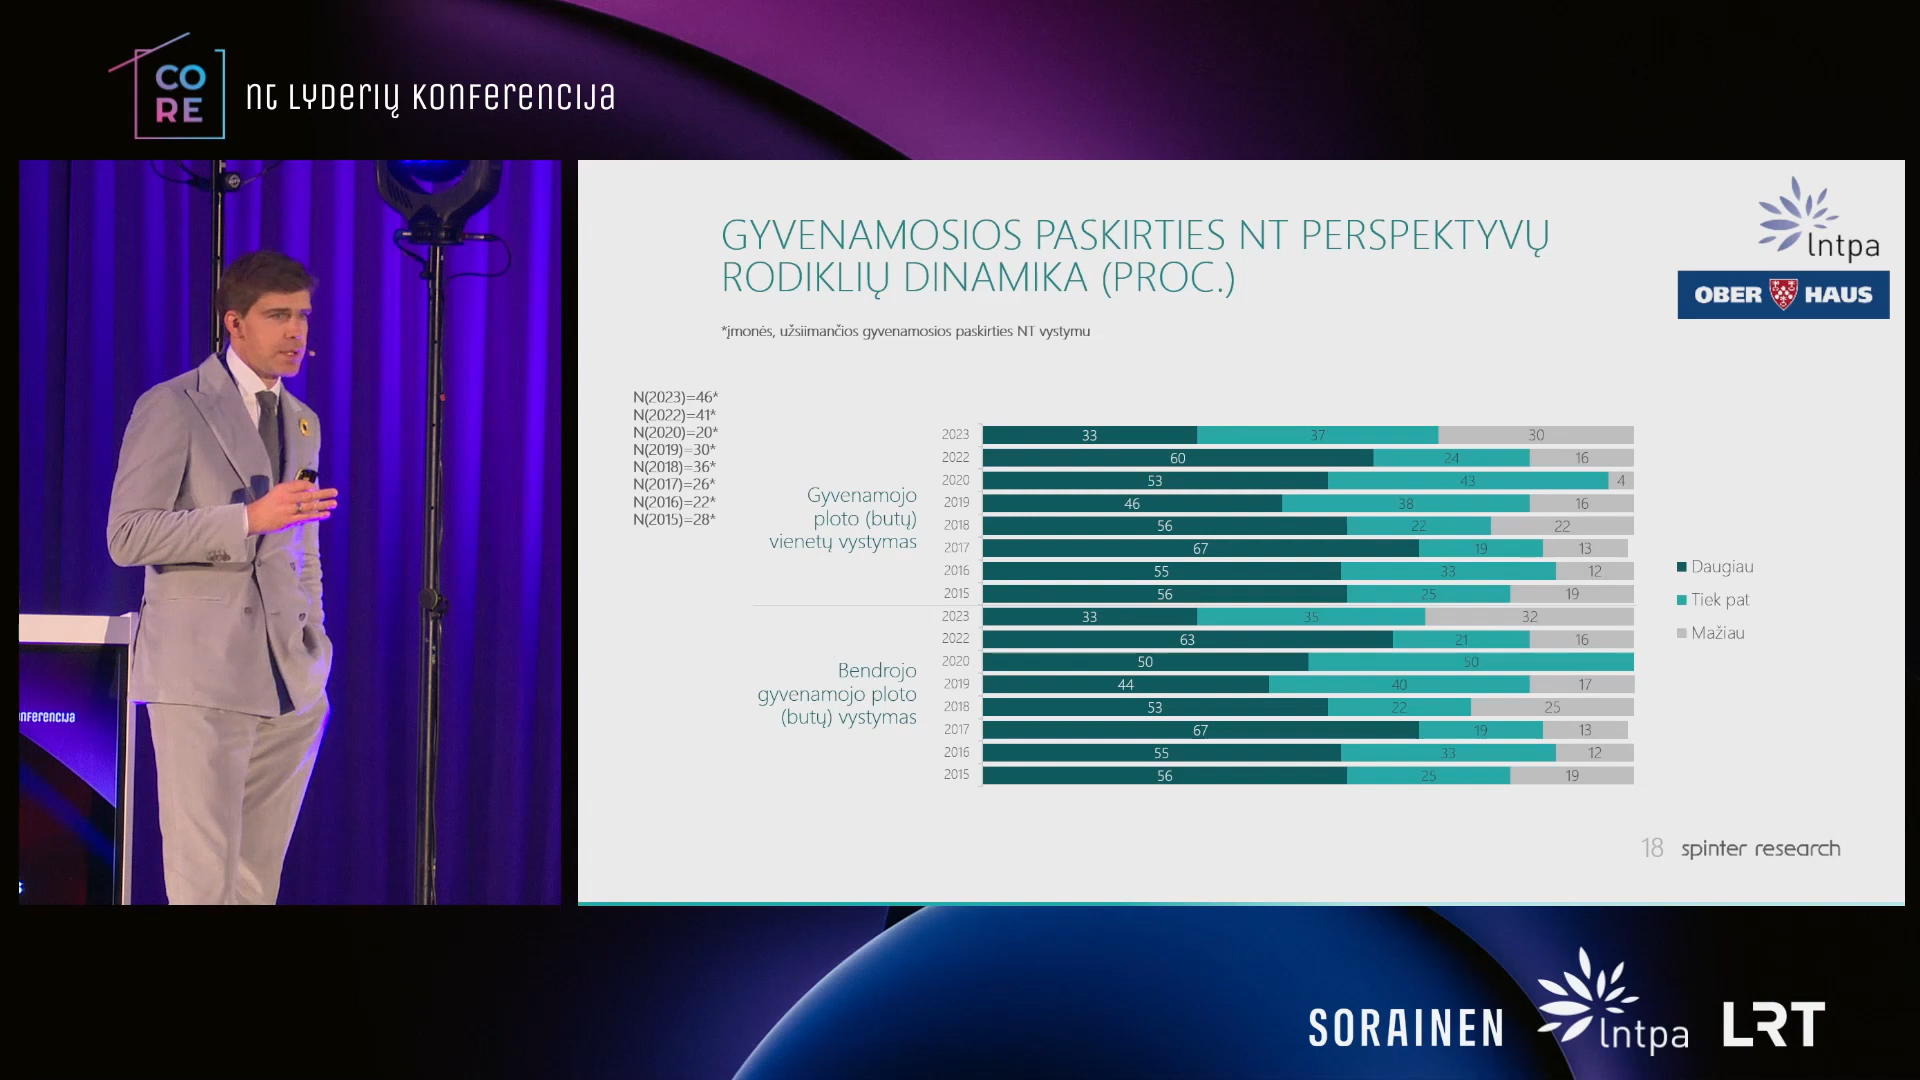 CO
RE
nt Lyderių Konferencija
GYVENAMOSIOS PASKIRTIES NT PERSPEKTYVŲ
RODIKLIŲ DINAMIKA (PROC.)
*įmonės, užsiimančios gyvenamosios paskirties NT vystymu
lntpa
OBER HAUS
N(2023)=46*
N(2022)=41*
N(2020)=20*
N(2019)=30*
N(2018)=36*
N(2017)=26*
N(2016)=22*
N(2015)=28*
Gyvenamojo
ploto (butų)
vienetų vystymas
2023 33 37 30
2022 60 24 16
2020 53 43 4
2019 46 38 16
2018 56 22 22
2017 67 19 13
2016 55 33 12
2015 56 25 19
Bendrojo
gyvenamojo ploto
(butų) vystymas
2023 33 35 32
2022 63 21 16
2020 50 50
2019 44 40 17
2018 53 22 25
2017 67 19 13
2016 55 33 12
2015 56 25 19
Daugiau
Tiek pat
Mažiau
18 spinter research
nferencija
SORAINEN
lntpa
LRT